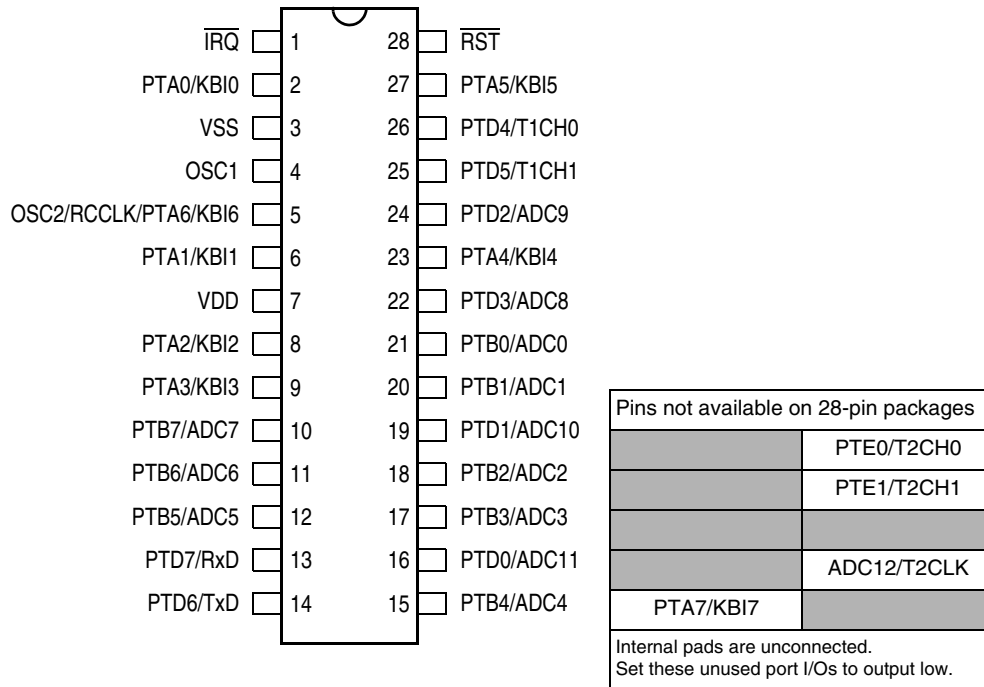 IRQ 1 28 RST
PTA0/KBI0 2 27 PTA5/KBI5
VSS 3 26 PTD4/T1CH0
OSC1 4 25 PTD5/T1CH1
OSC2/RCCLK/PTA6/KBI6 5 24 PTD2/ADC9
PTA1/KBI1 6 23 PTA4/KBI4
VDD 7 22 PTD3/ADC8
PTA2/KBI2 8 21 PTB0/ADC0
PTA3/KBI3 9 20 PTB1/ADC1
PTB7/ADC7 10 19 PTD1/ADC10
PTB6/ADC6 11 18 PTB2/ADC2
PTB5/ADC5 12 17 PTB3/ADC3
PTD7/RxD 13 16 PTD0/ADC11
PTD6/TxD 14 15 PTB4/ADC4
Pins not available on 28-pin packages
PTE0/T2CH0
PTE1/T2CH1
ADC12/T2CLK
PTA7/KBI7
Internal pads are unconnected.
Set these unused port I/Os to output low.